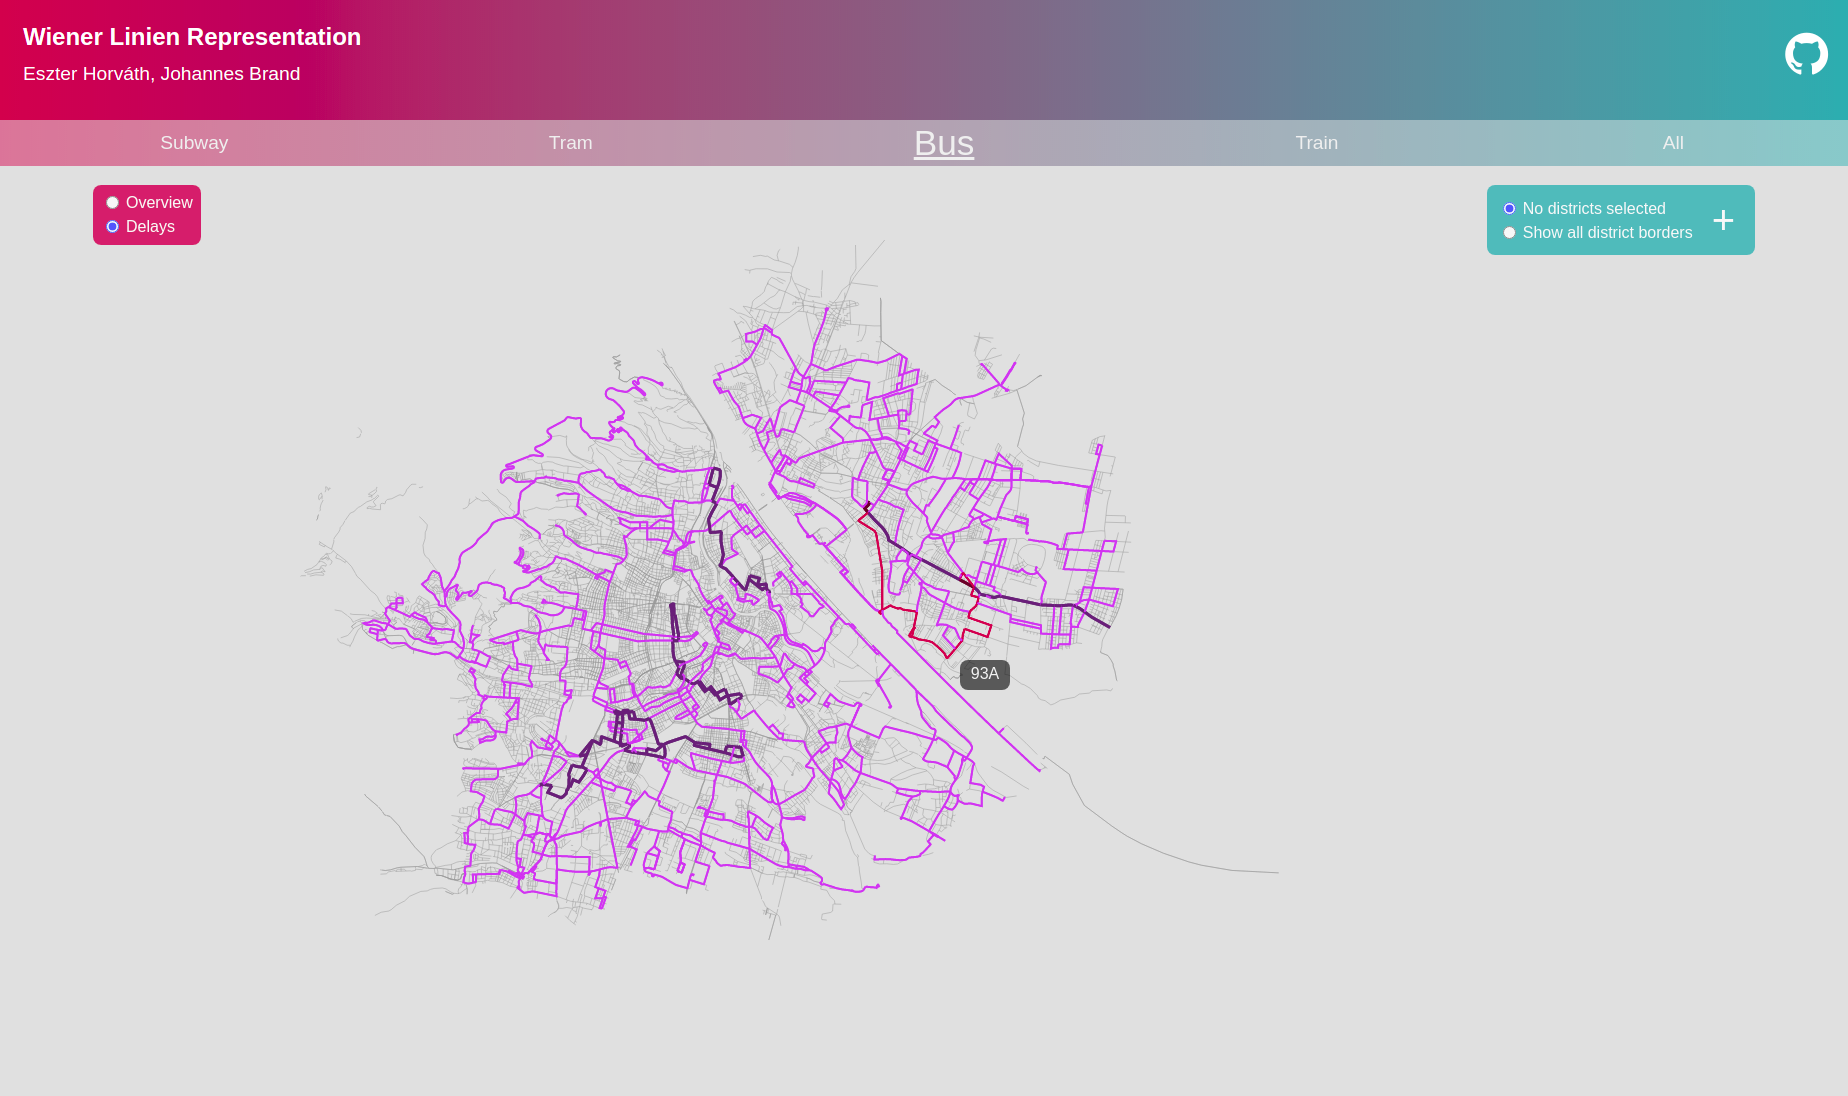 Wiener Linien Representation
Eszter Horváth, Johannes Brand
Subway
Tram
Bus
Train
All
Overview
Delays
No districts selected
Show all district borders
+
93A